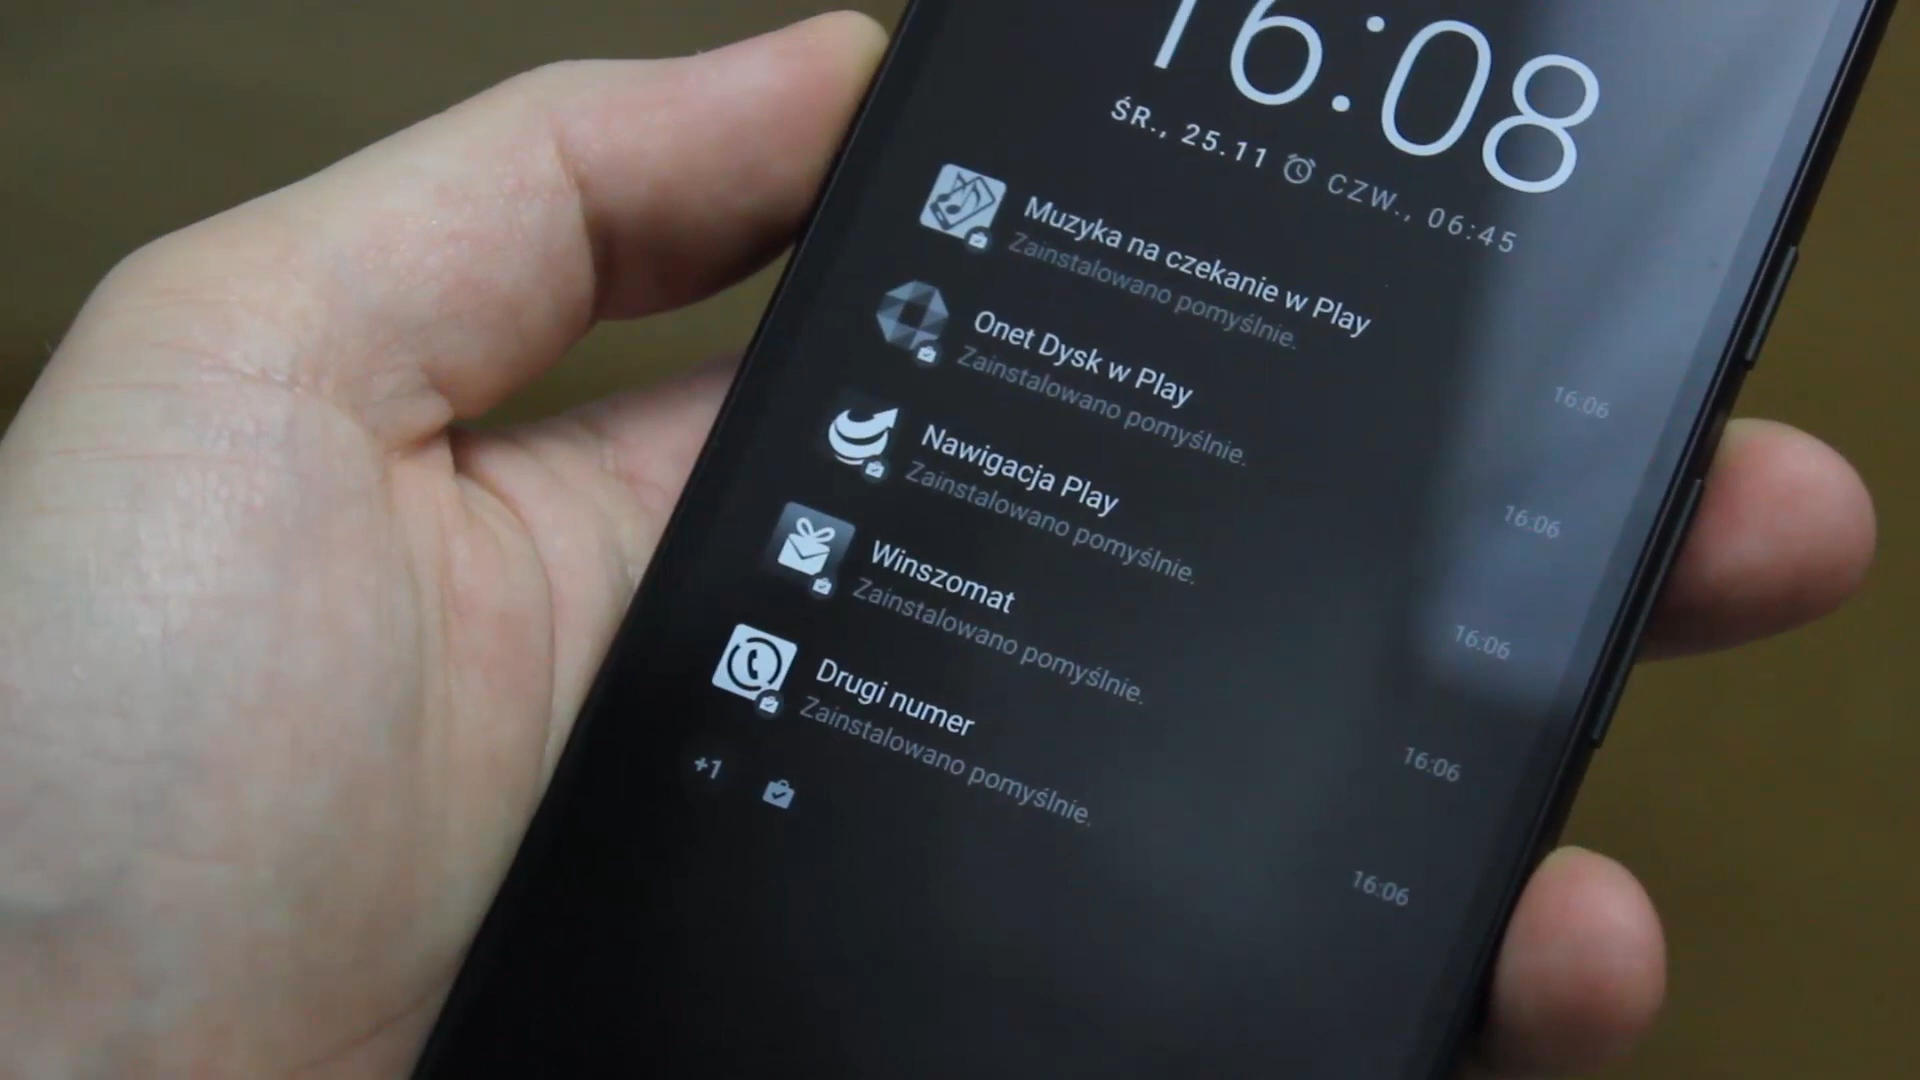 16:08
ŚR., 25.11 CZW., 06:45
Muzyka na czekanie w Play
Zainstalowano pomyślnie.
16:06
Onet Dysk w Play
Zainstalowano pomyślnie.
16:06
Nawigacja Play
Zainstalowano pomyślnie.
16:06
Winszomat
Zainstalowano pomyślnie.
16:06
Drugi numer
Zainstalowano pomyślnie.
16:06
+1